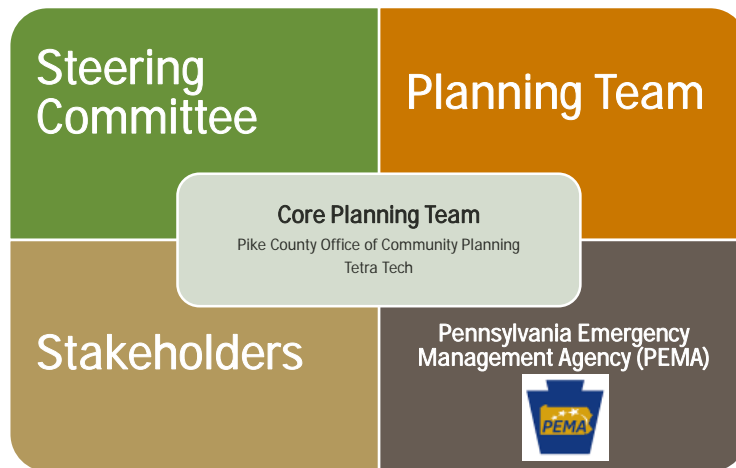 Steering
Committee
Planning Team
Core Planning Team
Pike County Office of Community Planning
Tetra Tech
Stakeholders
Pennsylvania Emergency
Management Agency (PEMA)
PEMA